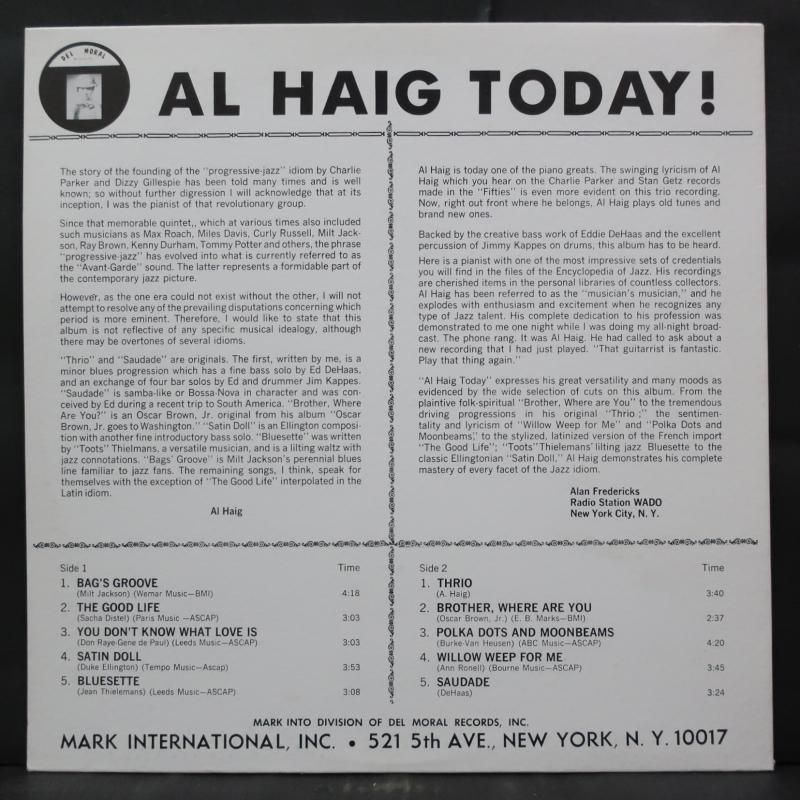 DEL MORAL
AL HAIG TODAY!
The story of the founding of the "progressive-jazz" idiom by Charlie
Parker and Dizzy Gillespie has been told many times and is well
known; so without further digression I will acknowledge that at its
inception, I was the pianist of that revolutionary group.
Since that memorable quintet,, which at various times also included
such musicians as Max Roach, Miles Davis, Curly Russell, Milt Jack-
son, Ray Brown, Kenny Durham, Tommy Potter and others, the phrase
"progressive-jazz" has evolved into what is currently referred to as
the "Avant-Garde" sound. The latter represents a formidable part of
the contemporary jazz picture.
However, as the one era could not exist without the other, I will not
attempt to resolve any of the prevailing disputations concerning which
period is more eminent. Therefore, I would like to state that this
album is not reflective of any specific musical idealogy, although
there may be overtones of several idioms.
"Thrio" and "Saudade" are originals. The first, written by me, is a
minor blues progression which has a fine bass solo by Ed DeHaas,
and an exchange of four bar solos by Ed and drummer Jim Kappes.
"Saudade" is samba-like or Bossa-Nova in character and was con-
ceived by Ed during a recent trip to South America. "Brother, Where
Are You?" is an Oscar Brown, Jr. original from his album "Oscar
Brown, Jr. goes to Washington." "Satin Doll" is an Ellington composi-
tion with another fine introductory bass solo. "Bluesette" was written
by "Toots" Thielmans, a versatile musician, and is a lilting waltz with
jazz connotations. "Bags' Groove" is Milt Jackson's perennial blues
line familiar to jazz fans. The remaining songs, I think, speak for
themselves with the exception of "The Good Life" interpolated in the
Latin idiom.
Al Haig
Al Haig is today one of the piano greats. The swinging lyricism of Al
Haig which you hear on the Charlie Parker and Stan Getz records
made in the "Fifties" is even more evident on this trio recording.
Now, right out front where he belongs, Al Haig plays old tunes and
brand new ones.
Backed by the creative bass work of Eddie DeHaas and the excellent
percussion of Jimmy Kappes on drums, this album has to be heard.
Here is a pianist with one of the most impressive sets of credentials
you will find in the files of the Encyclopedia of Jazz. His recordings
are cherished items in the personal libraries of countless collectors.
Al Haig has been referred to as the "musician's musician," and he
explodes with enthusiasm and excitement when he recognizes any
type of Jazz talent. His complete dedication to his profession was
demonstrated to me one night while I was doing my all-night broad-
cast. The phone rang. It was Al Haig. He had called to ask about a
new recording that I had just played. "That guitarrist is fantastic.
Play that thing again."
"Al Haig Today" expresses his great versatility and many moods as
evidenced by the wide selection of cuts on this album. From the
plaintive folk-spiritual "Brother, Where are You" to the tremendous
driving progressions in his original "Thrio;" the sentimen-
tality and lyricism of "Willow Weep for Me" and "Polka Dots and
Moonbeams," to the stylized, latinized version of the French import
"The Good Life"; "Toots" Thielemans' lilting jazz Bluesette to the
classic Ellingtonian "Satin Doll," Al Haig demonstrates his complete
mastery of every facet of the Jazz idiom.
Alan Fredericks
Radio Station WADO
New York City, N. Y.
Side 1 Time
1. BAG'S GROOVE
(Milt Jackson) (Wemar Music—BMI) 4:18
2. THE GOOD LIFE
(Sacha Distel) (Paris Music —ASCAP) 3:03
3. YOU DON'T KNOW WHAT LOVE IS
(Don Raye-Gene de Paul) (Leeds Music—ASCAP) 3:03
4. SATIN DOLL
(Duke Ellington) (Tempo Music—Ascap) 3:53
5. BLUESETTE
(Jean Thielemans) (Leeds Music—ASCAP) 3:08
Side 2 Time
1. THRIO
(A. Haig) 3:40
2. BROTHER, WHERE ARE YOU
(Oscar Brown, Jr.) (E. B. Marks—BMI) 2:37
3. POLKA DOTS AND MOONBEAMS
(Burke-Van Heusen) (ABC Music—ASCAP) 4:20
4. WILLOW WEEP FOR ME
(Ann Ronell) (Bourne Music—ASCAP) 3:45
5. SAUDADE
(DeHaas) 3:24
MARK INTO DIVISION OF DEL MORAL RECORDS, INC.
MARK INTERNATIONAL, INC. • 521 5th AVE., NEW YORK, N. Y. 10017